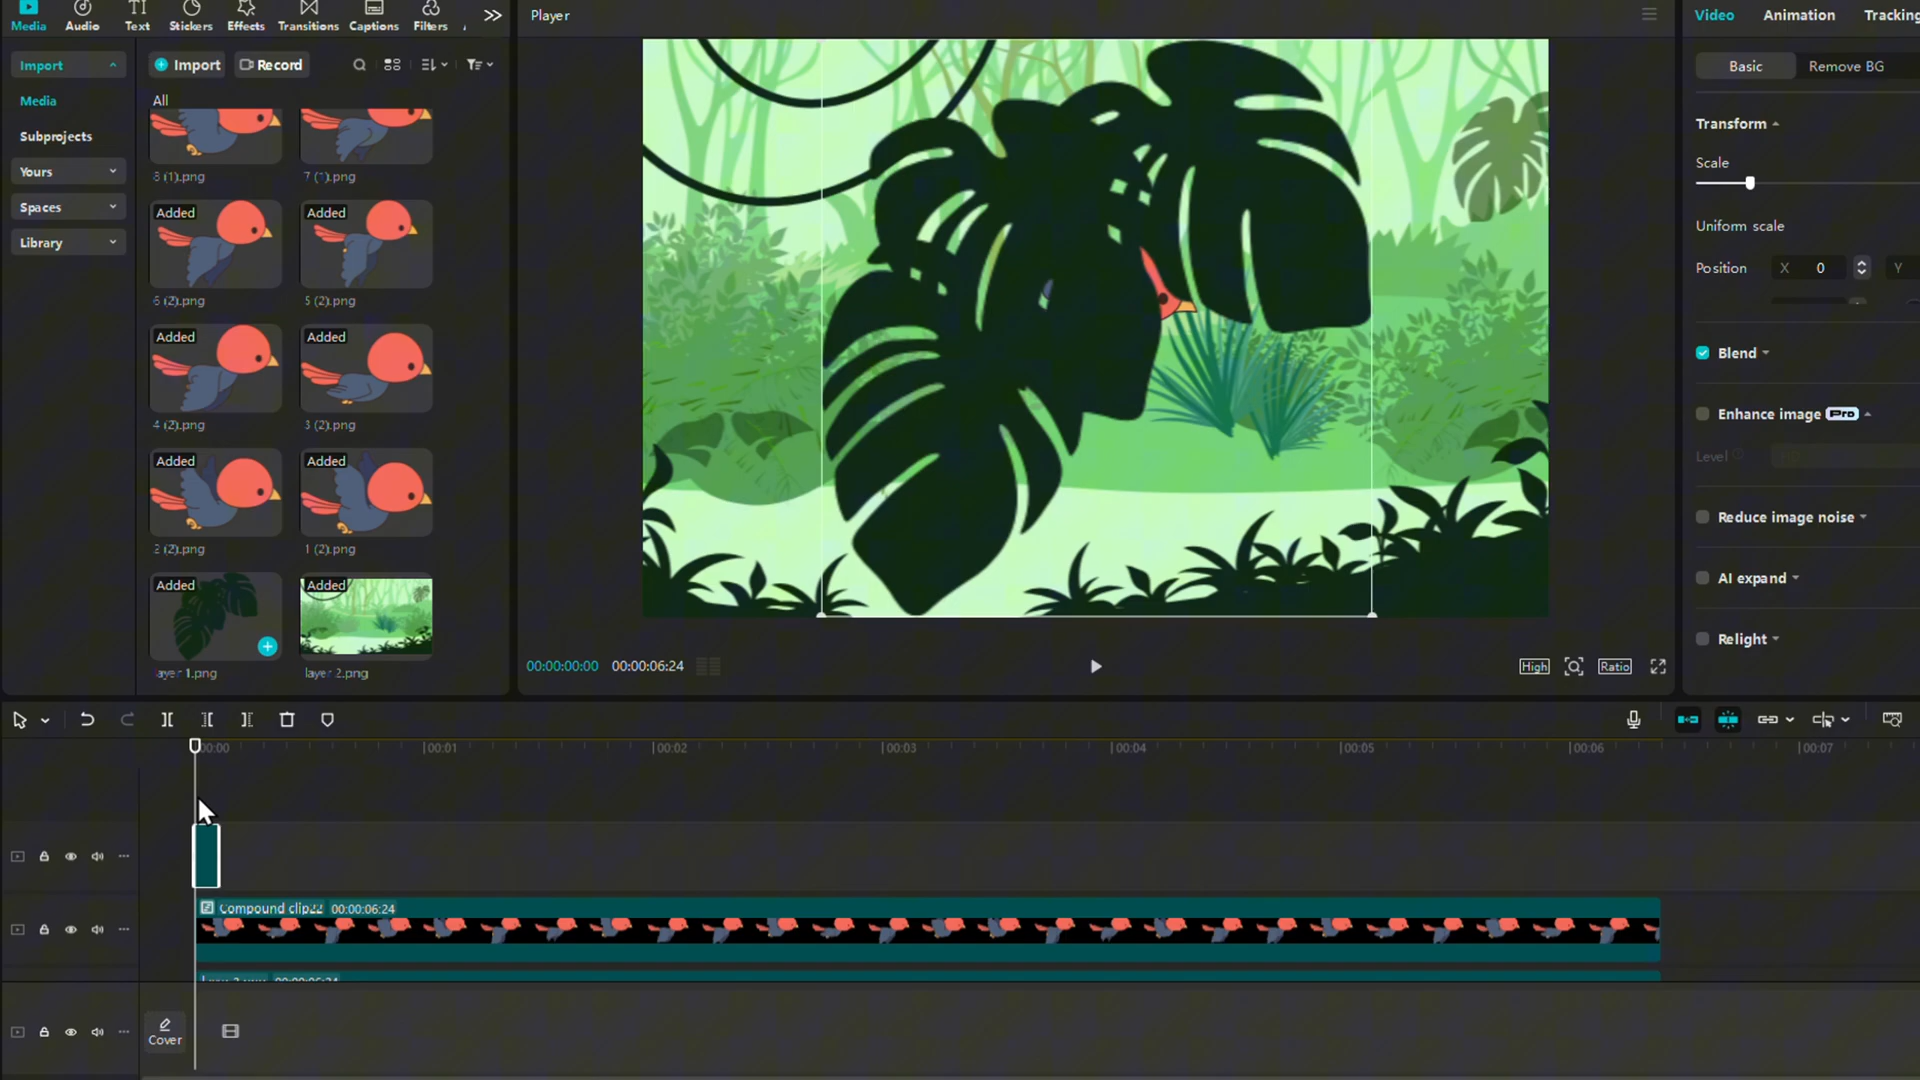 Media Audio Text Stickers Effects Transitions Captions Filters
Player
Video Animation Tracking
Import
Import Record
Basic Remove BG
Media
All
Transform
Subprojects
Scale
Yours
8 (1).png 7 (1).png
Spaces
Added Added
Uniform scale
Library
Position X 0 Y
6 (2).png 5 (2).png
Added Added
Blend
Enhance image Pro
4 (2).png 3 (2).png
Level
Added Added
Reduce image noise
2 (2).png 1 (2).png
Added Added
AI expand
Relight
ayer 1.png layer 2.png
00:00:00:00 00:00:06:24
High Ratio
00:00 00:01 00:02 00:03 00:04 00:05 00:06 00:07
Compound clip22 00:00:06:24
00:00:06:24
Cover